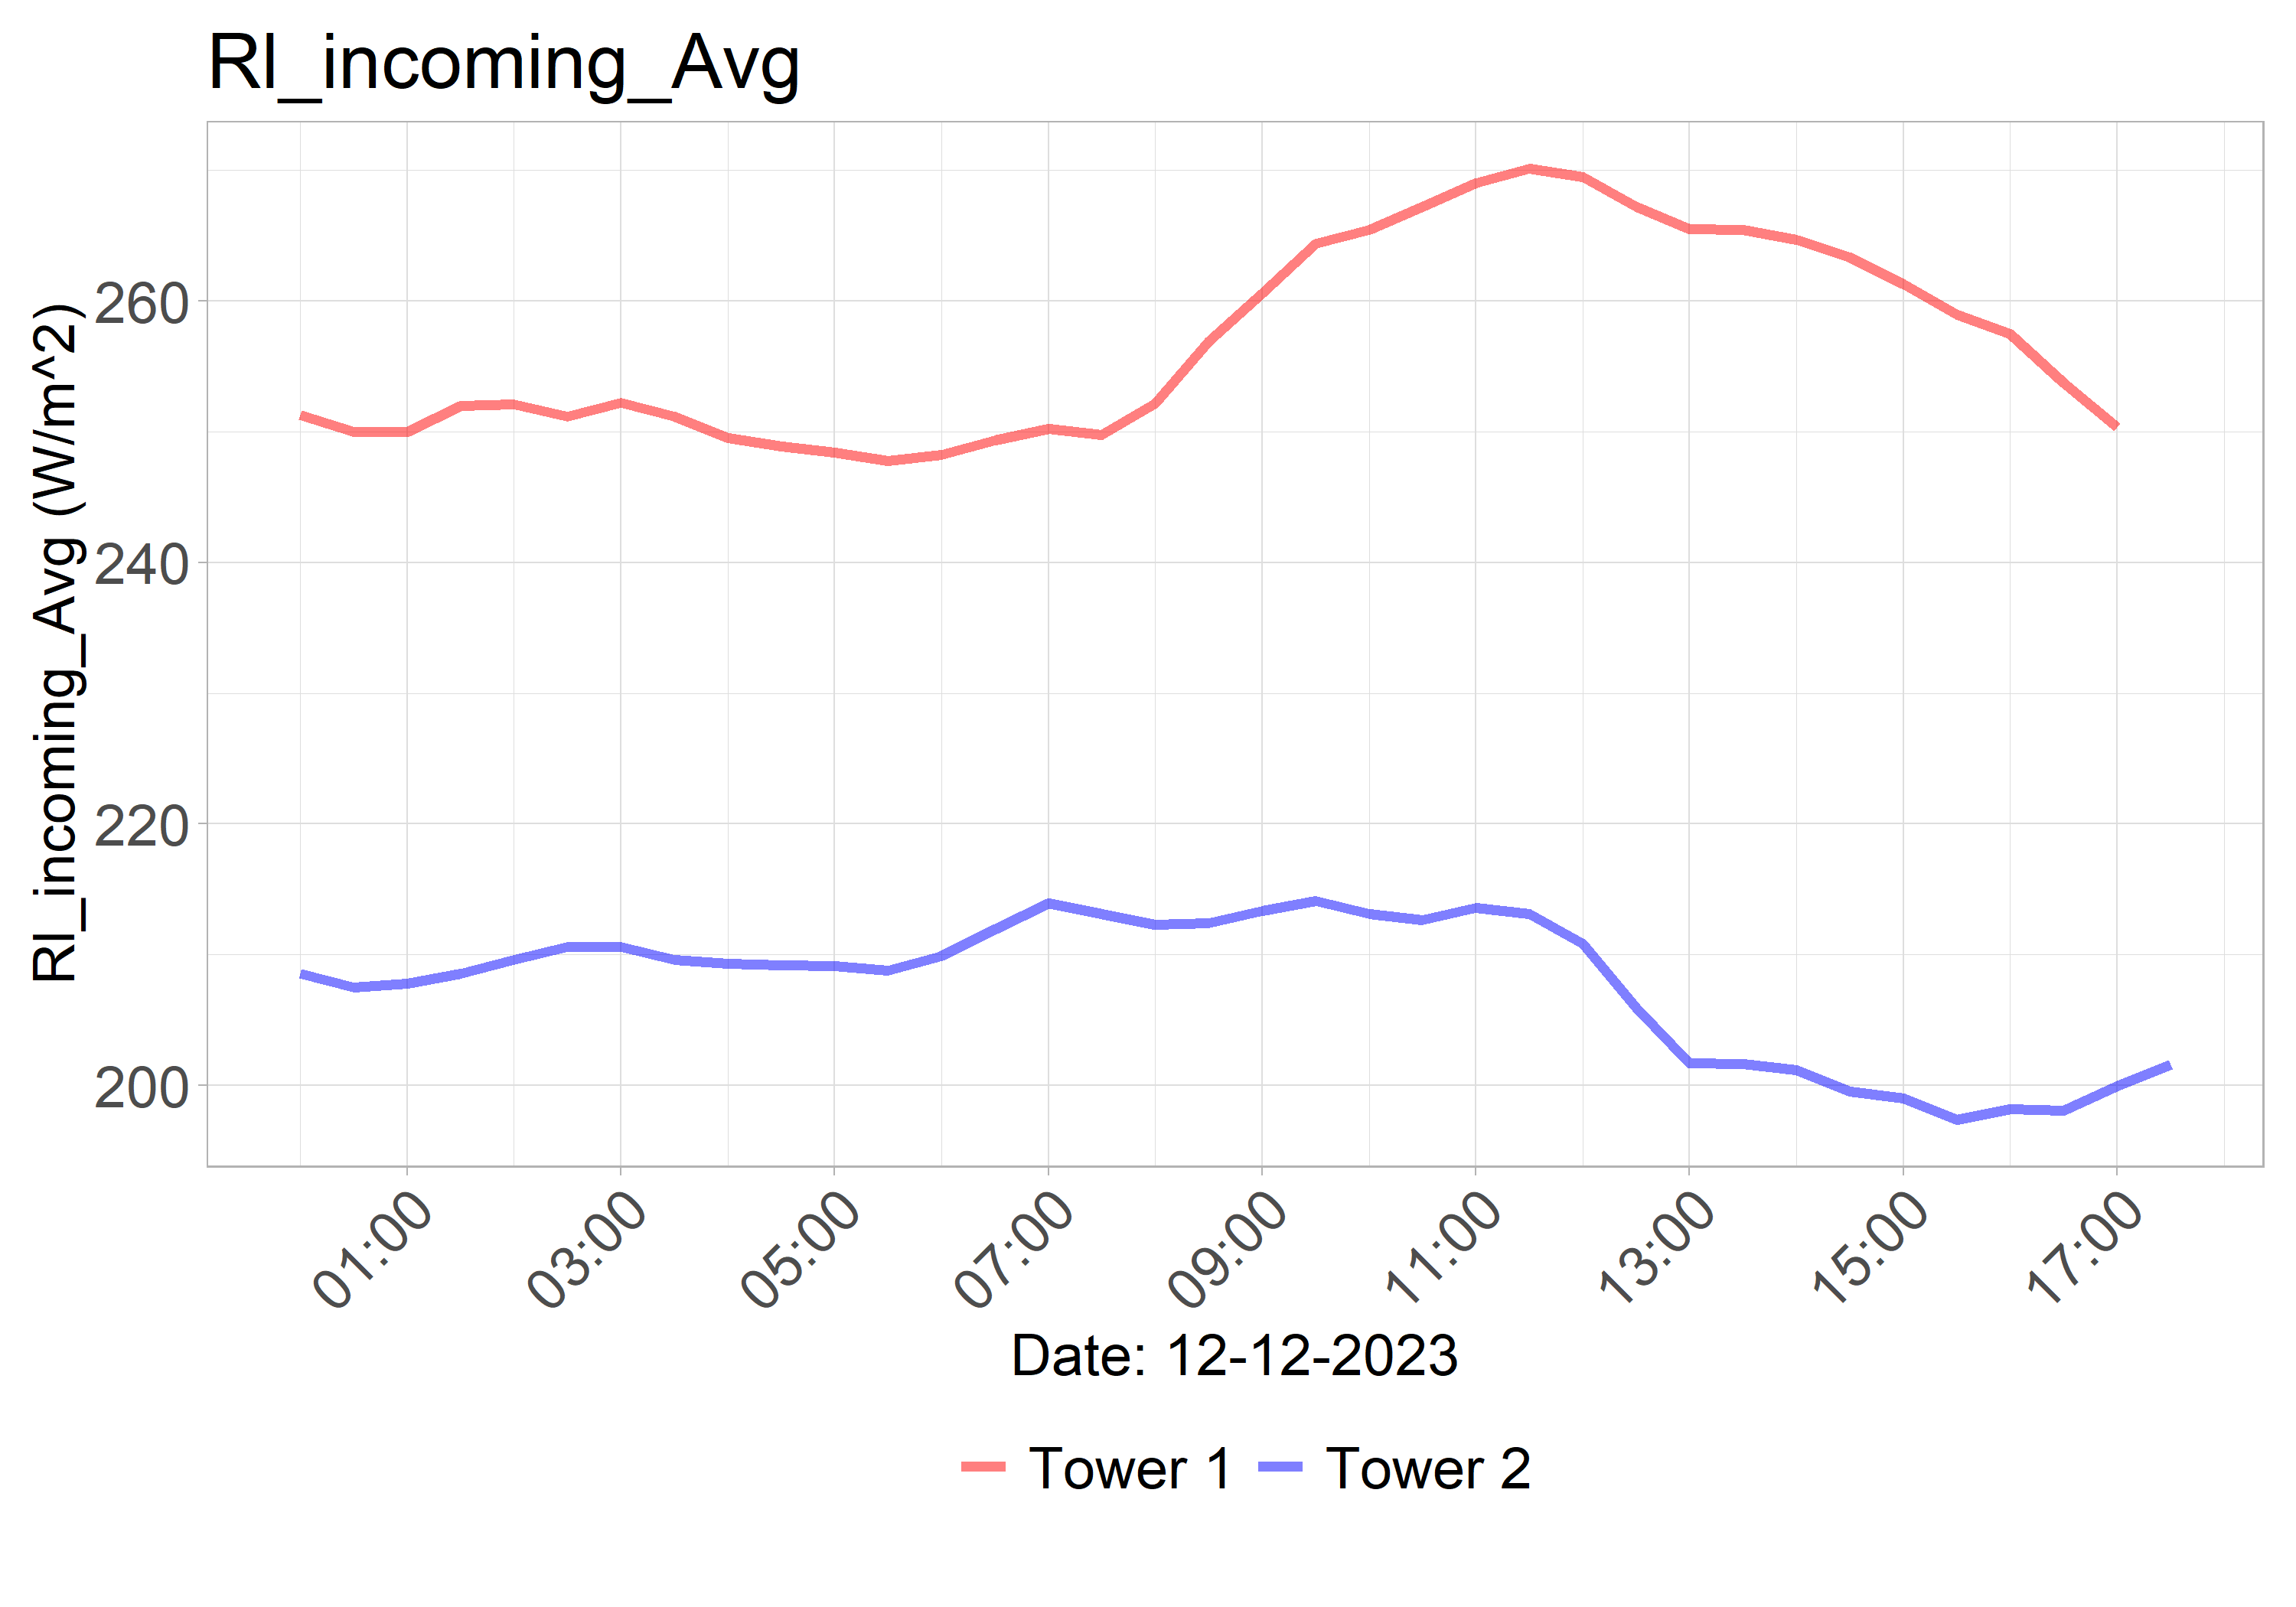 Rl_incoming_Avg
Rl_incoming_Avg (W/m^2)
260
240
220
200
01:00
03:00
05:00
07:00
09:00
11:00
13:00
15:00
17:00
Date: 12-12-2023
Tower 1
Tower 2